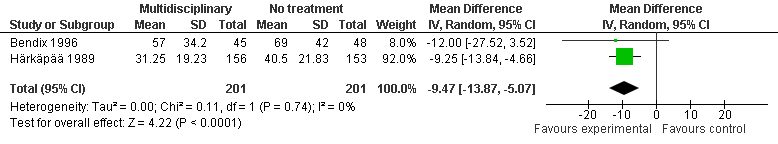 Multidisciplinary No treatment Mean Difference Mean Difference
Study or Subgroup Mean SD Total Mean SD Total Weight IV, Random, 95% CI IV, Random, 95% CI
Bendix 1996 57 34.2 45 69 42 48 8.0% -12.00 [-27.52, 3.52]
Härkäpää 1989 31.25 19.23 156 40.5 21.83 153 92.0% -9.25 [-13.84, -4.66]
Total (95% CI) 201 201 100.0% -9.47 [-13.87, -5.07]
Heterogeneity: Tau² = 0.00; Chi² = 0.11, df = 1 (P = 0.74); I² = 0%
Test for overall effect: Z = 4.22 (P < 0.0001)
-20 -10 0 10 20
Favours experimental Favours control